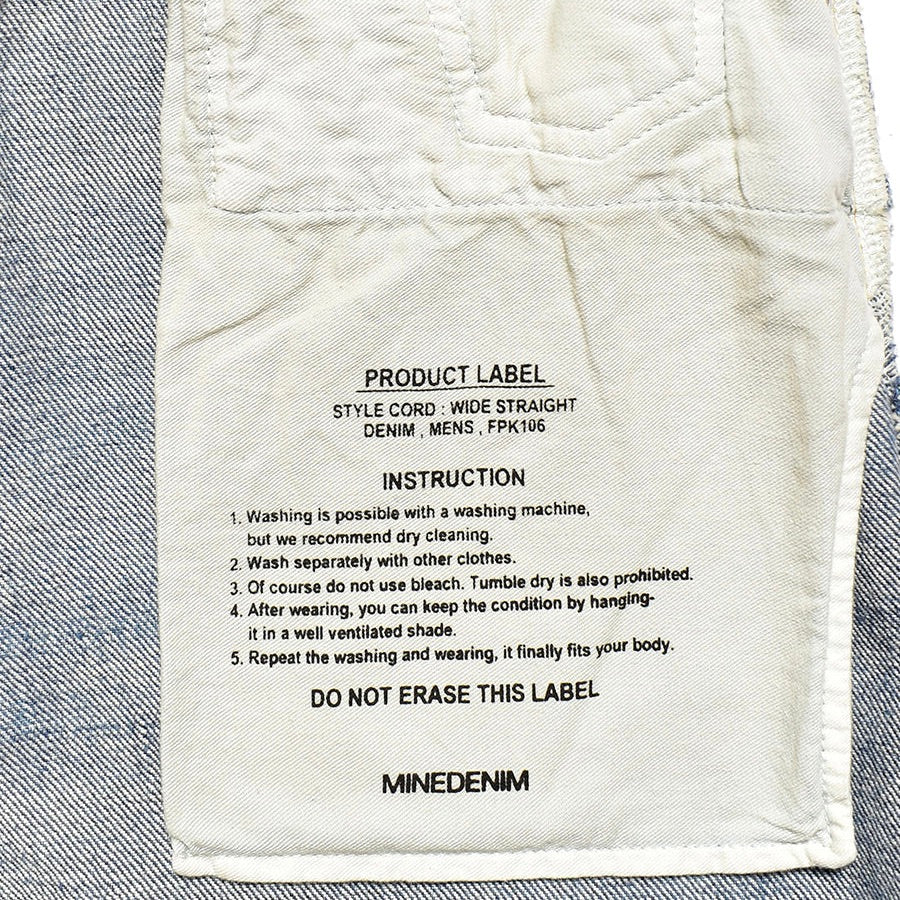 PRODUCT LABEL
STYLE CORD : WIDE STRAIGHT
DENIM , MENS , FPK106
INSTRUCTION
1. Washing is possible with a washing machine,
but we recommend dry cleaning.
2. Wash separately with other clothes.
3. Of course do not use bleach. Tumble dry is also prohibited.
4. After wearing, you can keep the condition by hanging-
it in a well ventilated shade.
5. Repeat the washing and wearing, it finally fits your body.
DO NOT ERASE THIS LABEL
MINEDENIM